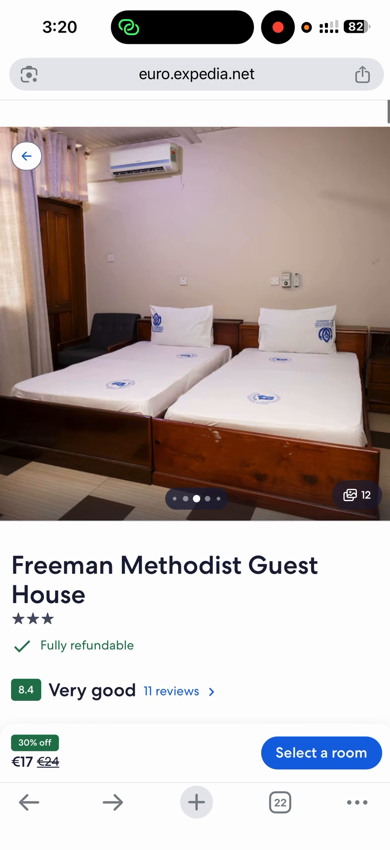 3:20
82
euro.expedia.net
12
Freeman Methodist Guest
House
Fully refundable
8.4 Very good 11 reviews
30% off
€17 €24
Select a room
22